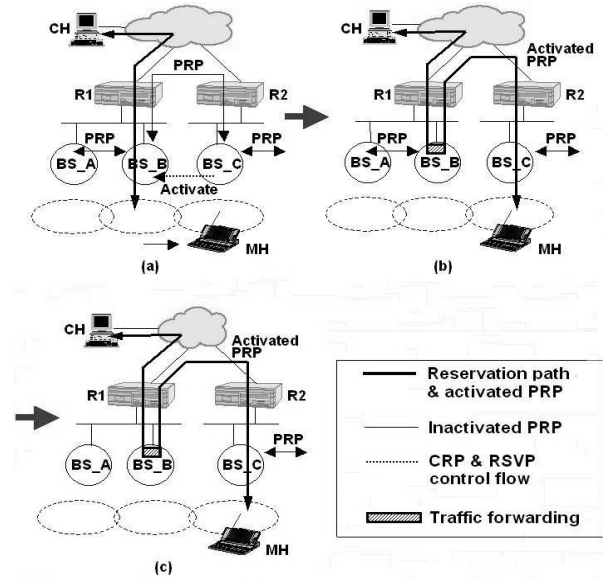 CH
PRP
R1
R2
PRP
PRP
BS_A
BS_B
BS_C
Activate
MH
(a)
CH
Activated
PRP
R1
R2
PRP
PRP
BS_A
BS_B
BS_C
MH
(b)
CH
Activated
PRP
R1
R2
PRP
BS_A
BS_B
BS_C
MH
(c)
Reservation path
& activated PRP
Inactivated PRP
CRP & RSVP
control flow
Traffic forwarding